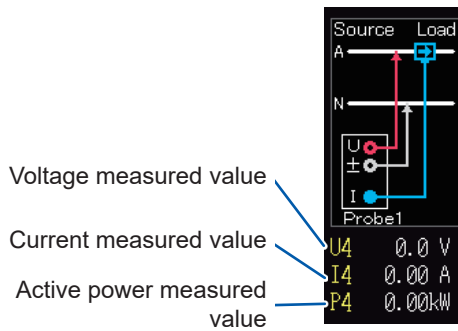 Source Load
A
N
U
±
I
Probe1
Voltage measured value
U4 0.0 V
Current measured value
I4 0.00 A
Active power measured
value
P4 0.00kW